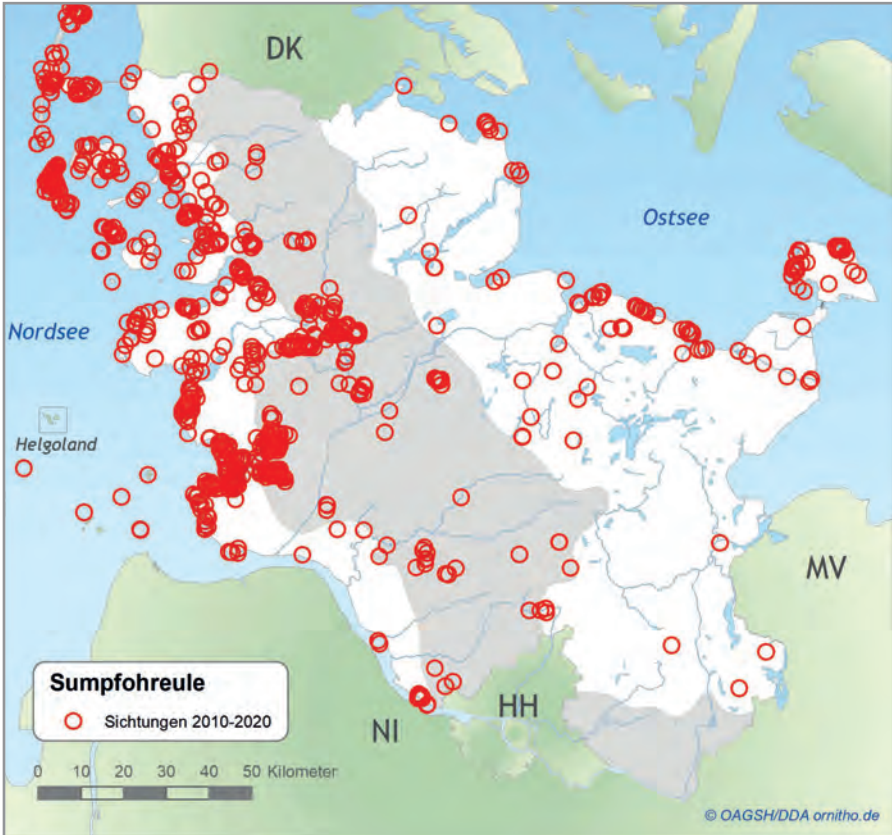 DK
Ostsee
Nordsee
Helgoland
MV
Sumpfohreule
Sichtungen 2010-2020
HH
NI
0 10 20 30 40 50 Kilometer
© OAGSH/DDA ornitho.de